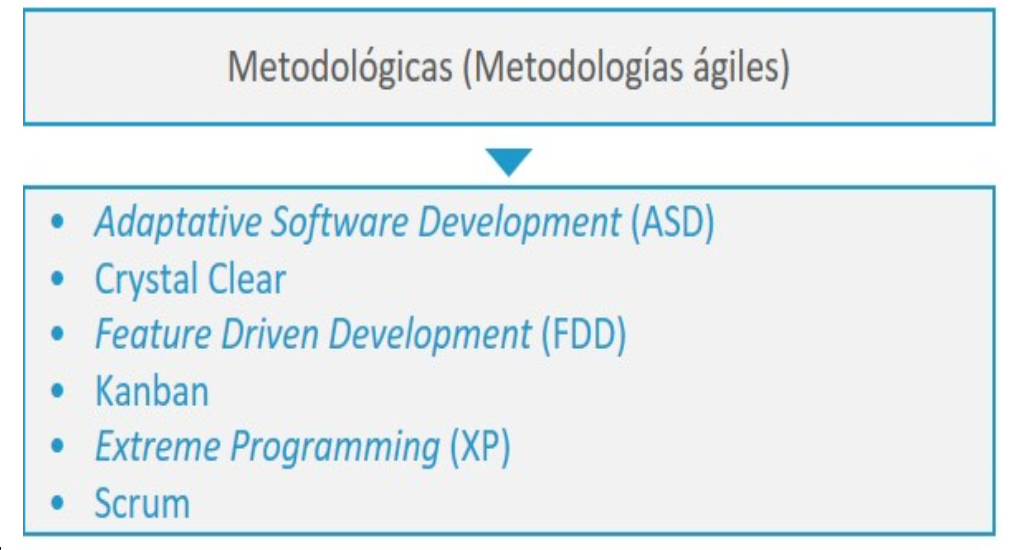 Metodológicas (Metodologías ágiles)
• Adaptative Software Development (ASD)
• Crystal Clear
• Feature Driven Development (FDD)
• Kanban
• Extreme Programming (XP)
• Scrum